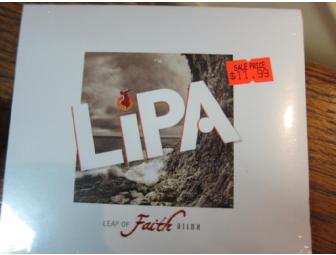 SALE PRICE
$11.99
LiPA
LEAP OF Faith